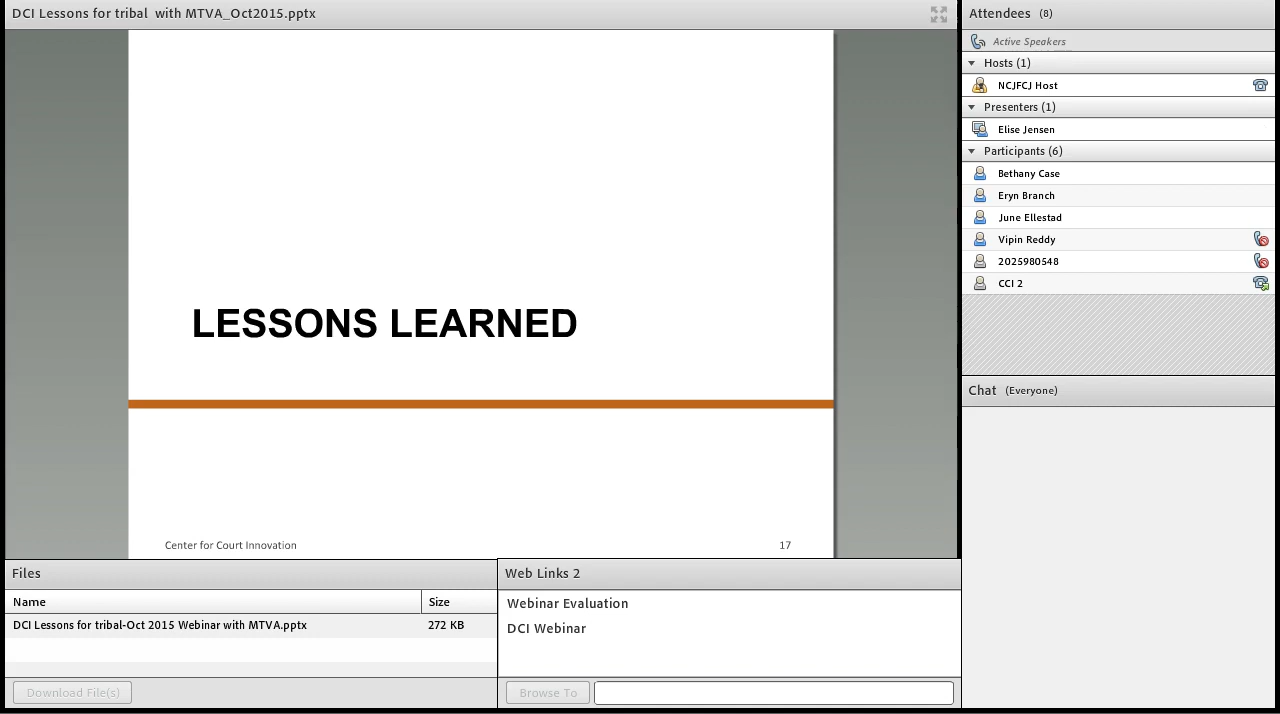 DCI Lessons for tribal  with MTVA_Oct2015.pptx
LESSONS LEARNED
Center for Court Innovation
17
Files
Name
Size
DCI Lessons for tribal-Oct 2015 Webinar with MTVA.pptx
272 KB
Download File(s)
Web Links 2
Webinar Evaluation
DCI Webinar
Browse To
Attendees (8)
Active Speakers
Hosts (1)
NCJFCJ Host
Presenters (1)
Elise Jensen
Participants (6)
Bethany Case
Eryn Branch
June Ellestad
Vipin Reddy
2025980548
CCI 2
Chat (Everyone)